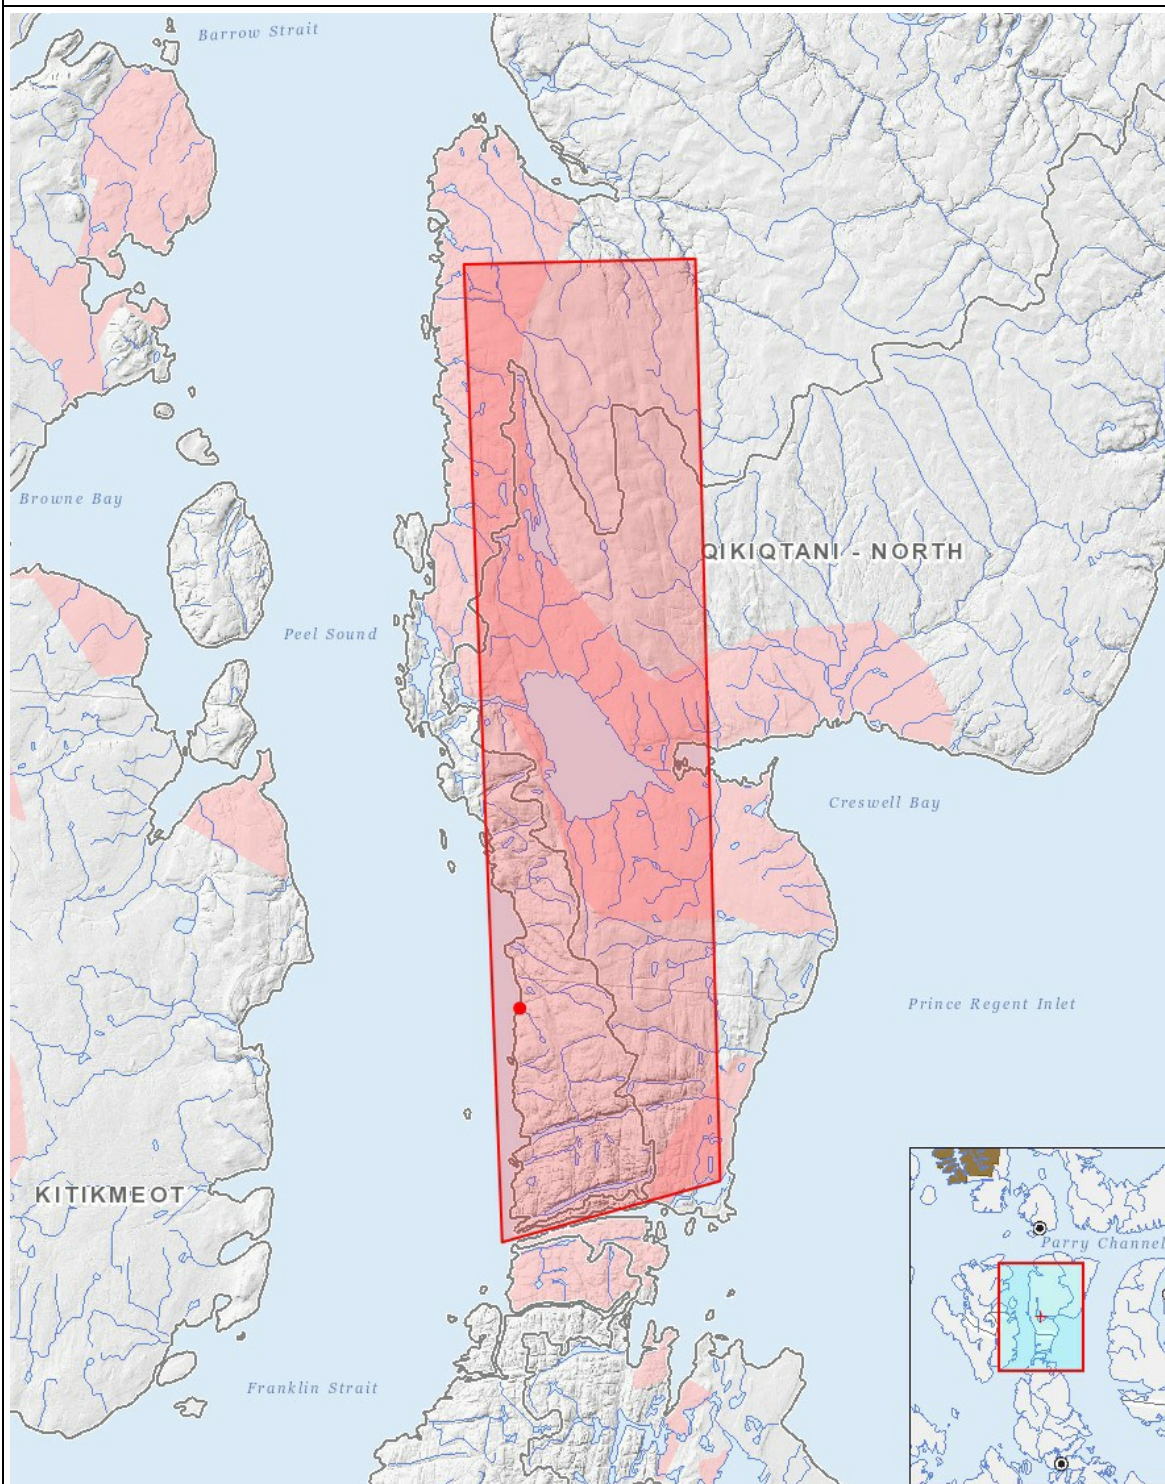 Barrow Strait
Browne Bay
QIKIQTANI - NORTH
Peel Sound
Creswell Bay
Prince Regent Inlet
KITIKMEOT
Parry Channel
Franklin Strait